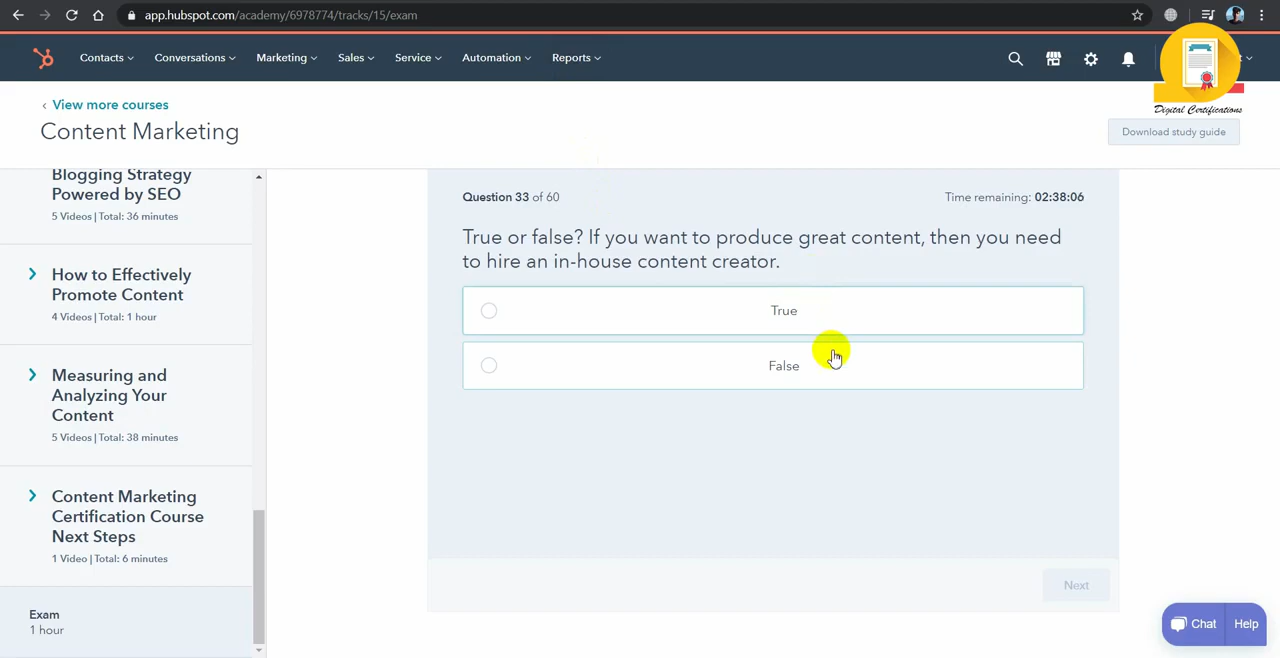 app.hubspot.com/academy/6978774/tracks/15/exam
Contacts Conversations Marketing Sales Service Automation Reports
Digital Certifications
View more courses
Content Marketing
Download study guide
Blogging Strategy
Powered by SEO
5 Videos | Total: 36 minutes
How to Effectively
Promote Content
4 Videos | Total: 1 hour
Measuring and
Analyzing Your
Content
5 Videos | Total: 38 minutes
Content Marketing
Certification Course
Next Steps
1 Video | Total: 6 minutes
Exam
1 hour
Question 33 of 60 Time remaining: 02:38:06
True or false? If you want to produce great content, then you need
to hire an in-house content creator.
True
False
Next
Chat Help